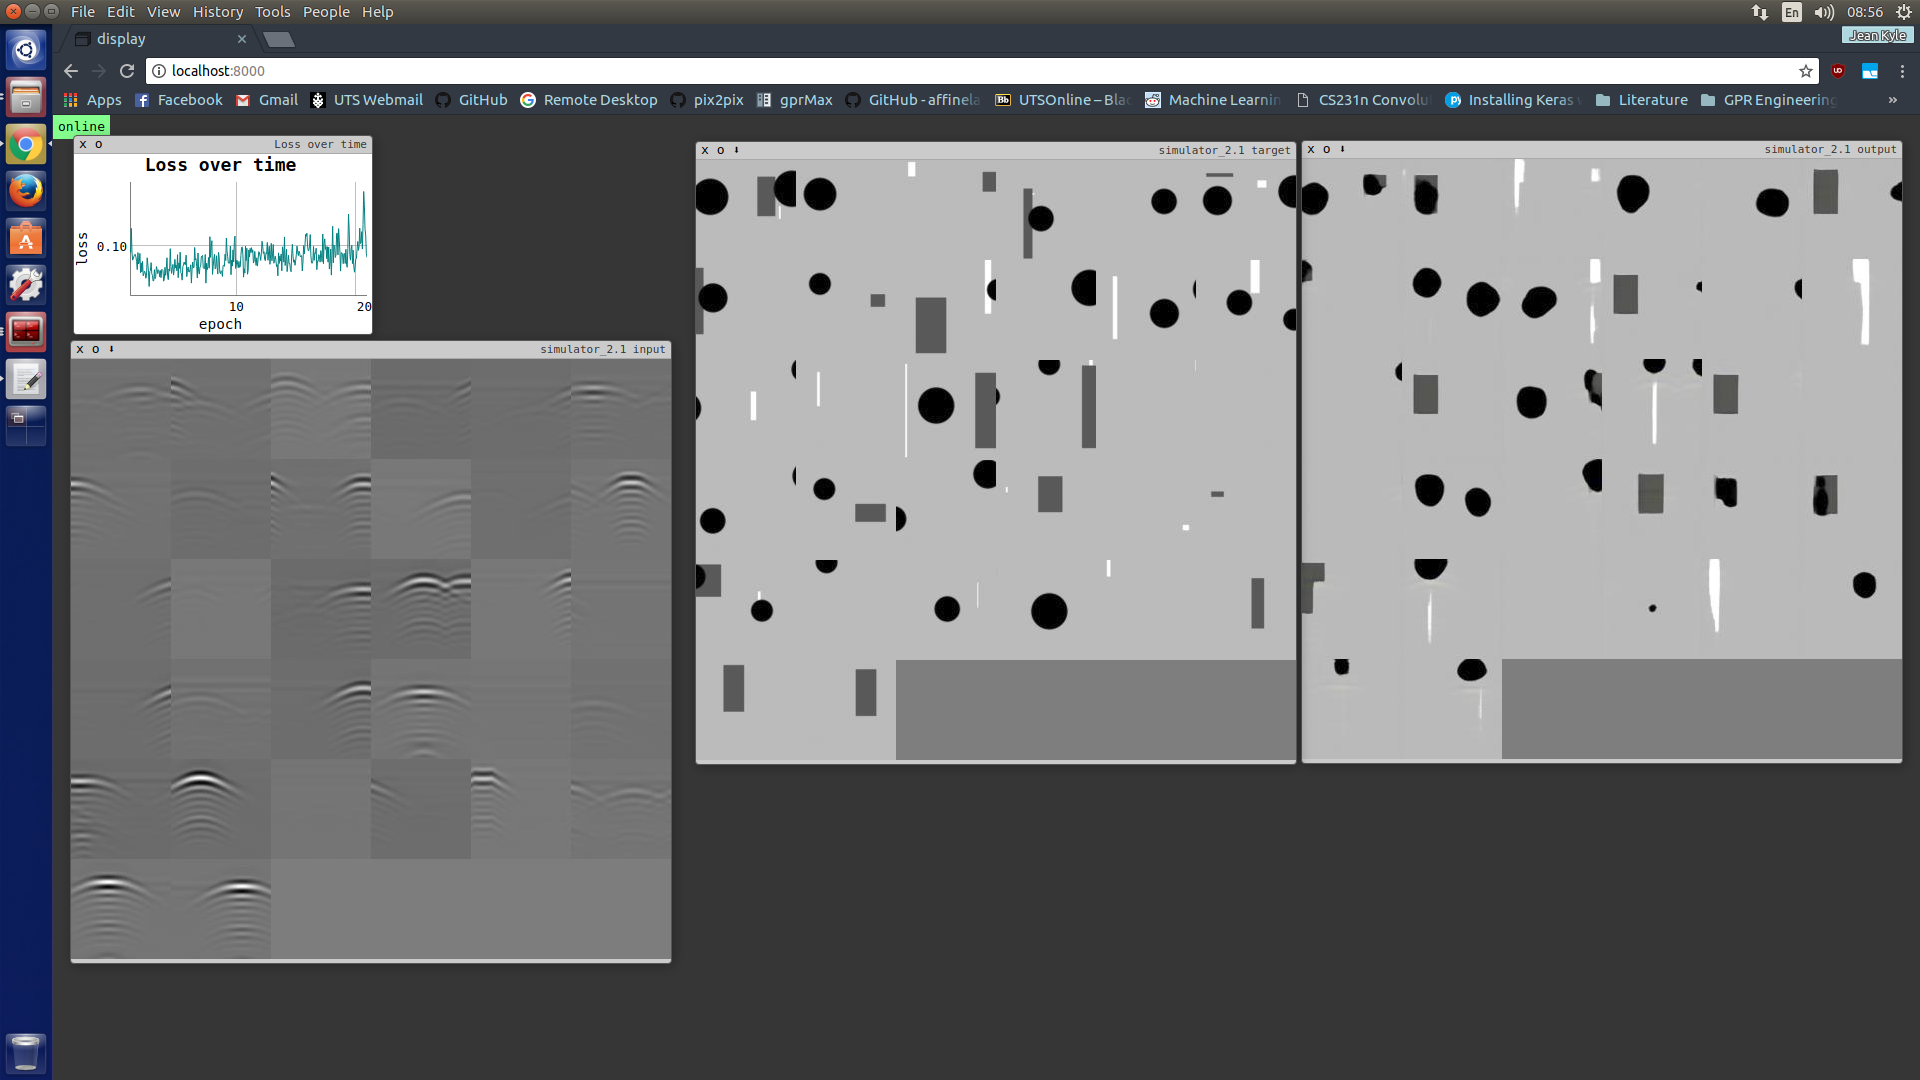 File Edit View History Tools People Help
En 08:56
display
Jean Kyle
localhost:8000
Apps Facebook Gmail UTS Webmail GitHub Remote Desktop pix2pix gprMax GitHub - affinela UTSOnline – Blac Machine Learnin CS231n Convolu Installing Keras Literature GPR Engineering »
online
x o Loss over time
Loss over time
loss
0.10
10 20
epoch
x o simulator_2.1 input
x o simulator_2.1 target
x o simulator_2.1 output